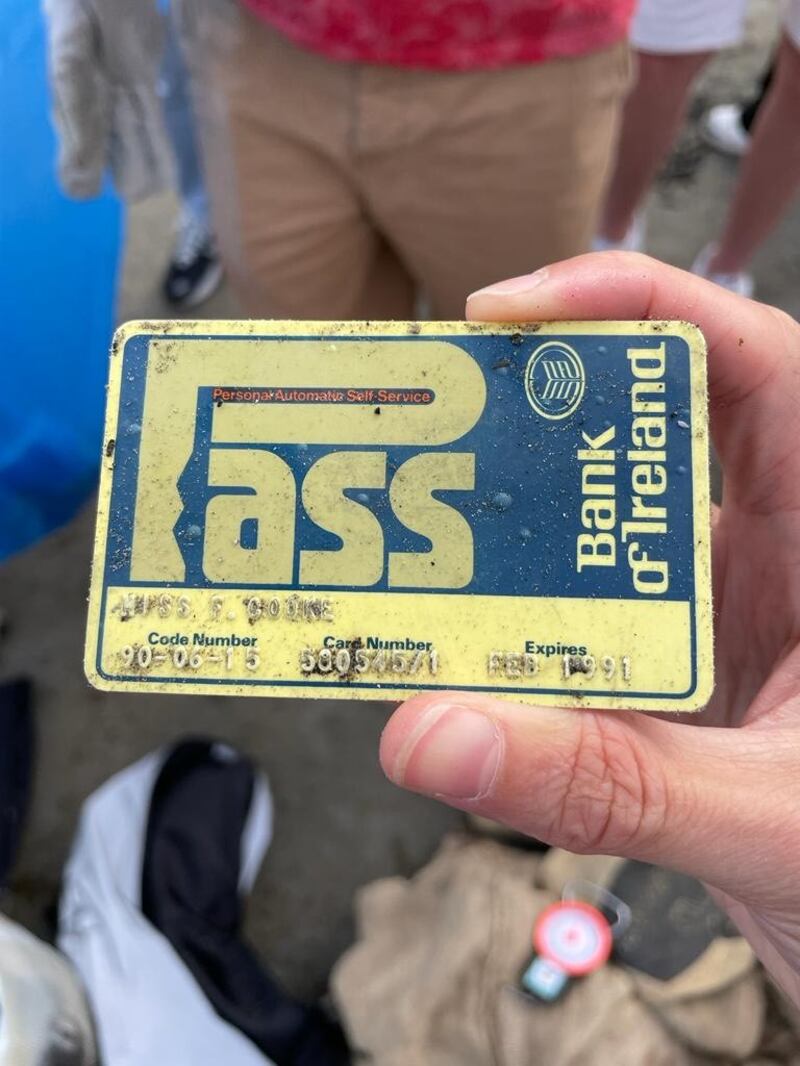 Pass
Personal Automatic Self-Service
Bank
of Ireland
MISS F. COOKE
Code Number
Card Number
Expires
90-06-15
FEB 1991